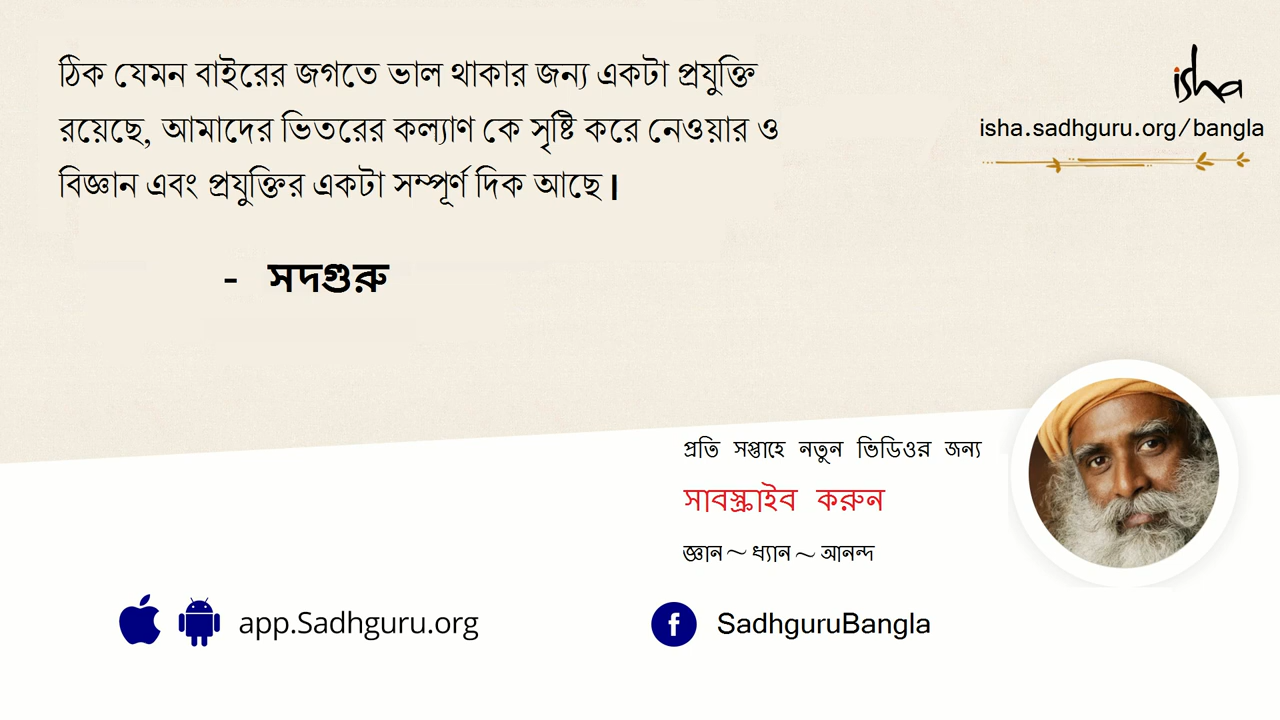 ঠিক যেমন বাইরের জগতে ভাল থাকার জন্য একটা প্রযুক্তি
রয়েছে, আমাদের ভিতরের কল্যাণ কে সৃষ্টি করে নেওয়ার ও
বিজ্ঞান এবং প্রযুক্তির একটা সম্পূর্ণ দিক আছে।
- সদগুরু
isha
isha.sadhguru.org/bangla
প্রতি সপ্তাহে নতুন ভিডিওর জন্য
সাবস্ক্রাইব করুন
জ্ঞান ~ ধ্যান ~ আনন্দ
app.Sadhguru.org
f SadhguruBangla